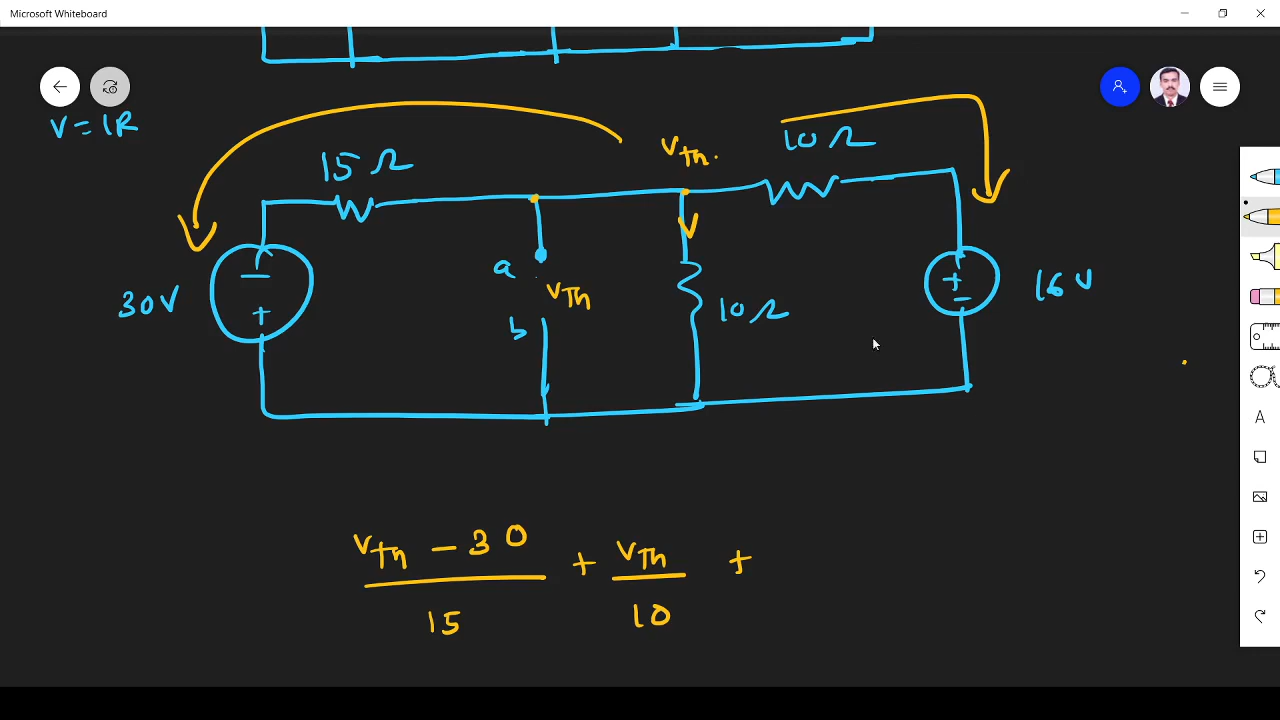 Microsoft Whiteboard
V = IR
15 Ω
Vth.
10 Ω
30V
− +
a
VTh
b
10 Ω
+ −
16 V
Vth − 30 / 15 + VTh / 10 +
A